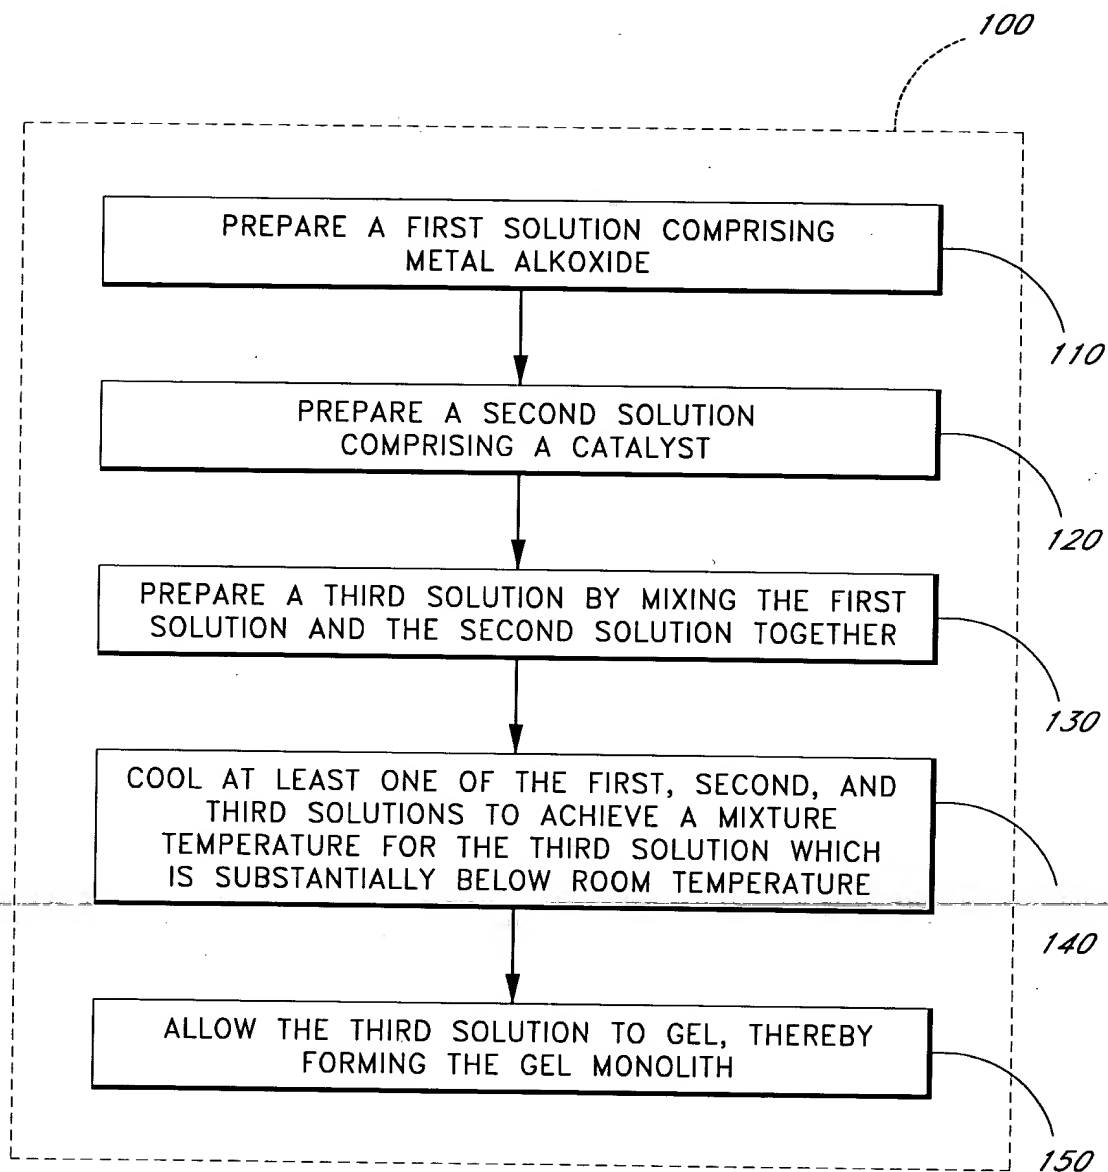 100
PREPARE A FIRST SOLUTION COMPRISING
METAL ALKOXIDE
110
PREPARE A SECOND SOLUTION
COMPRISING A CATALYST
120
PREPARE A THIRD SOLUTION BY MIXING THE FIRST
SOLUTION AND THE SECOND SOLUTION TOGETHER
130
COOL AT LEAST ONE OF THE FIRST, SECOND, AND
THIRD SOLUTIONS TO ACHIEVE A MIXTURE
TEMPERATURE FOR THE THIRD SOLUTION WHICH
IS SUBSTANTIALLY BELOW ROOM TEMPERATURE
140
ALLOW THE THIRD SOLUTION TO GEL, THEREBY
FORMING THE GEL MONOLITH
150